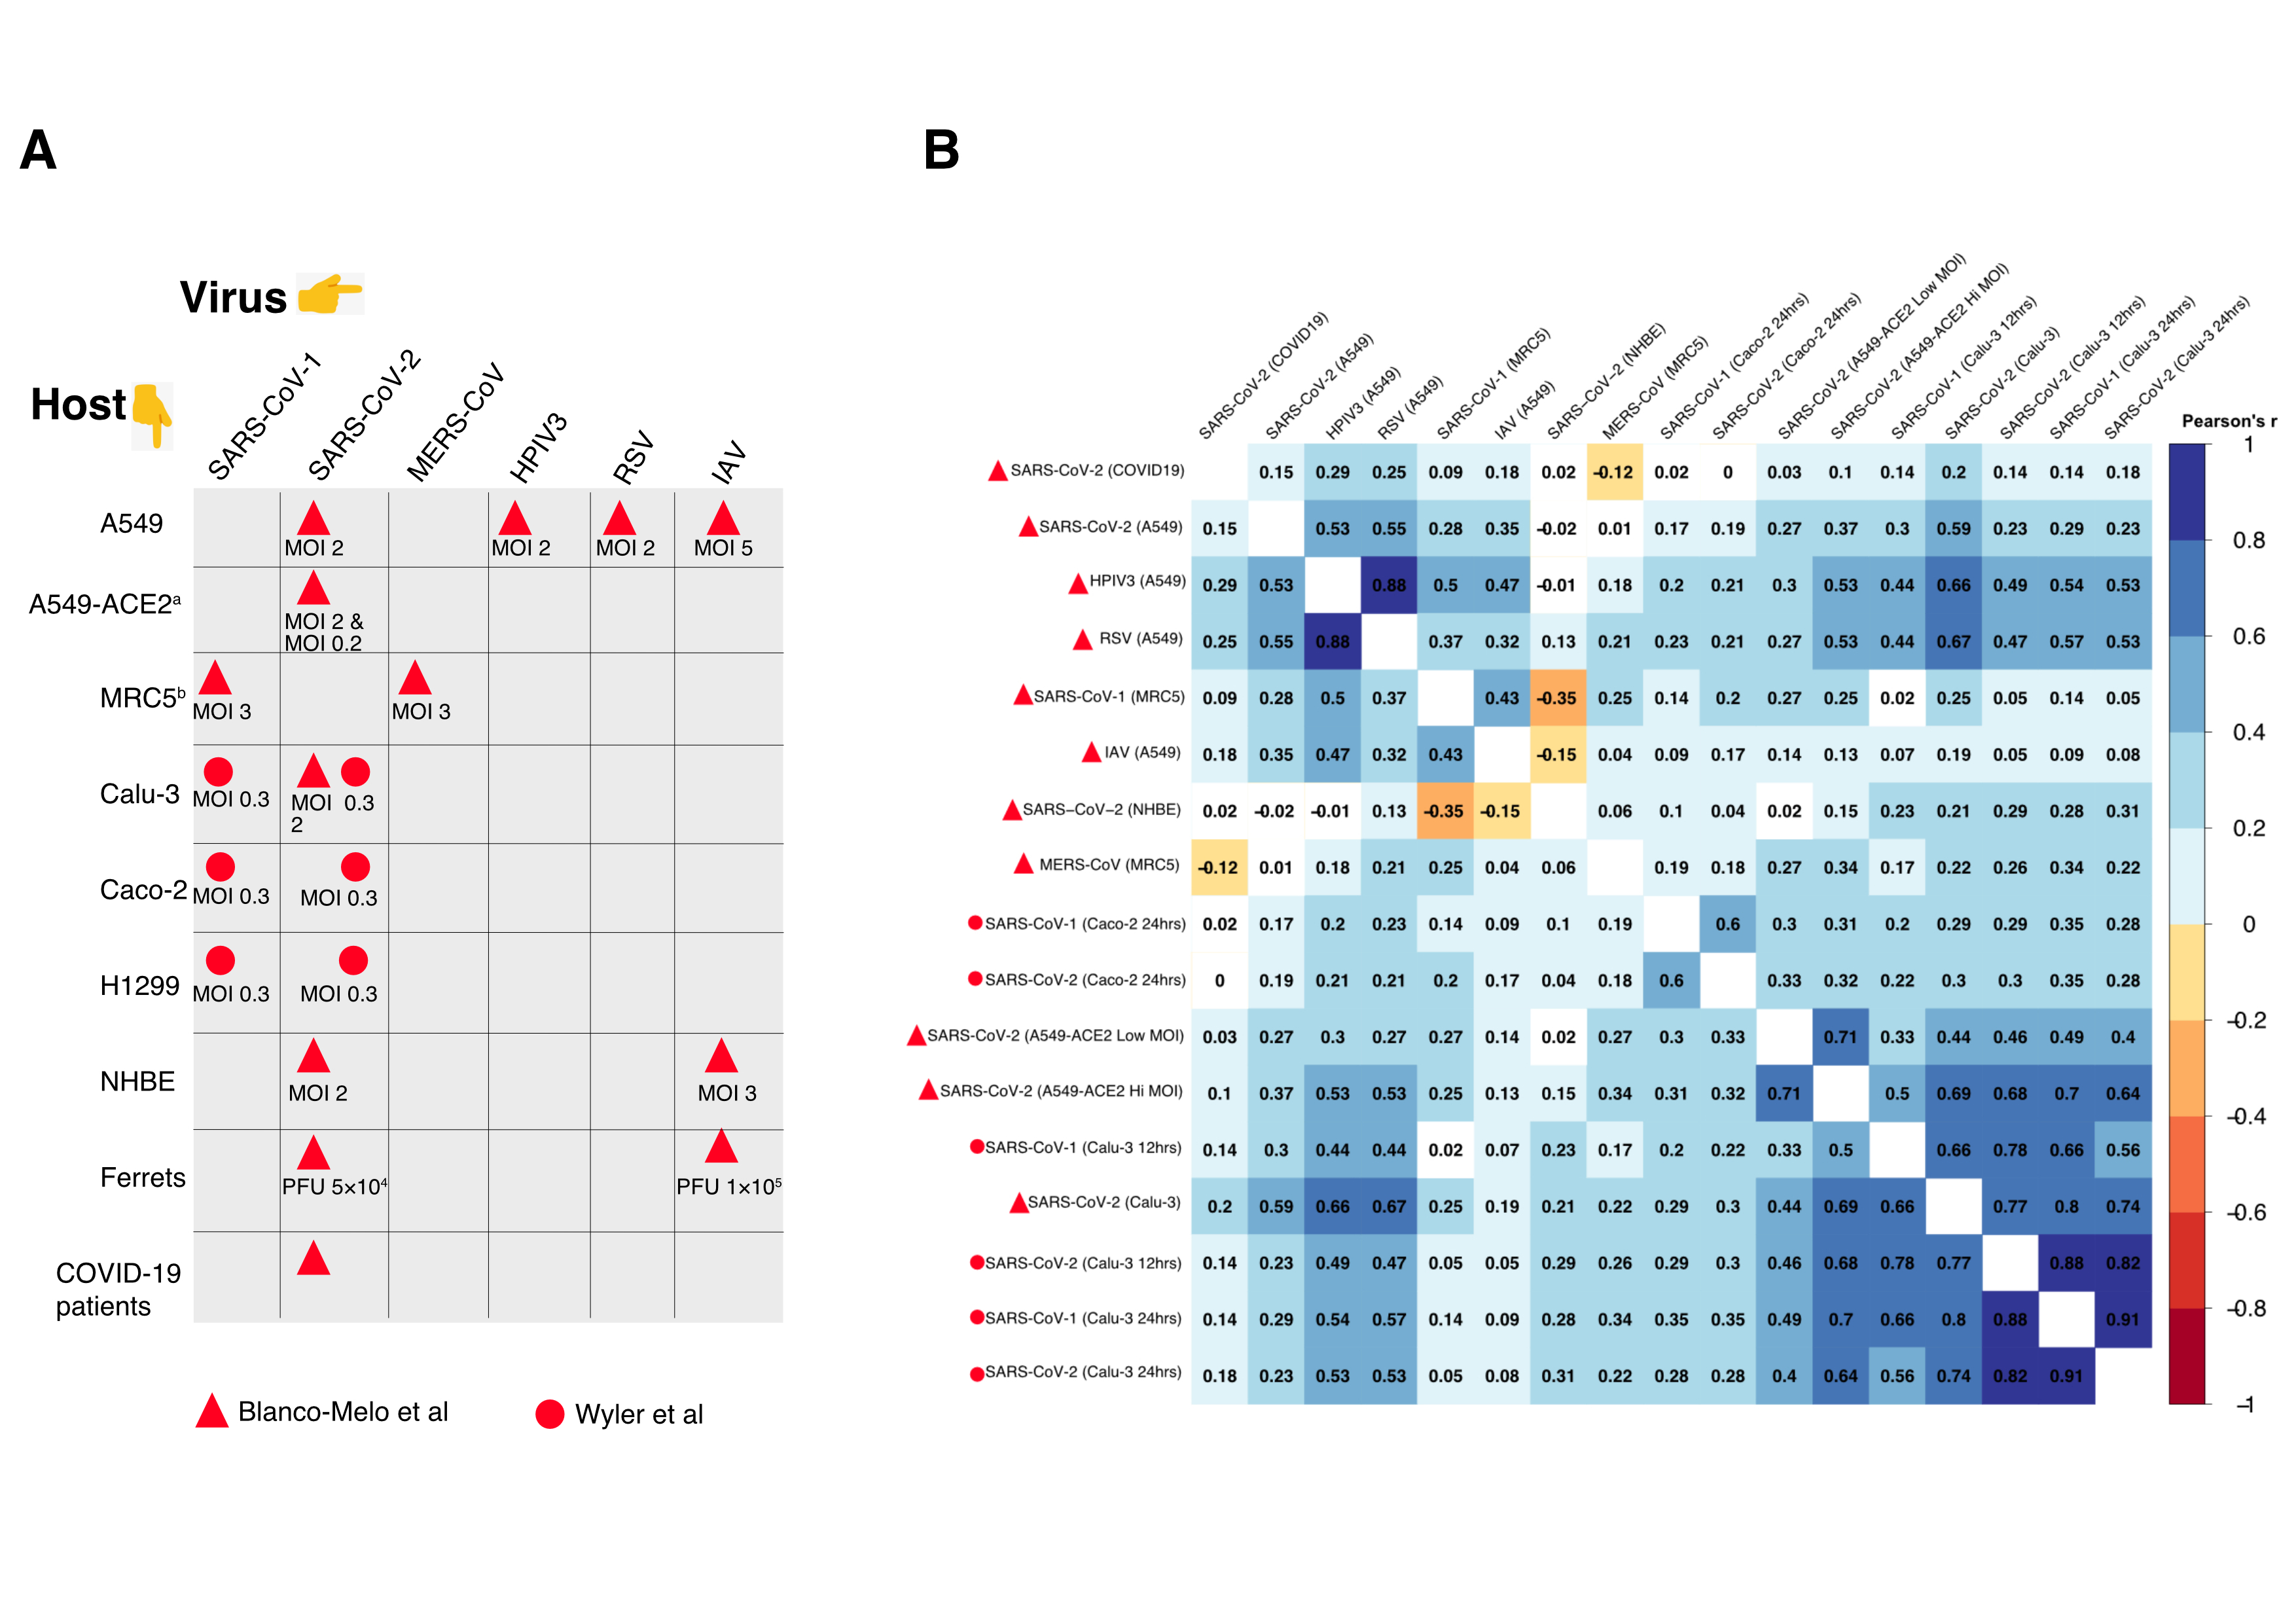 A
B
Virus
Host
SARS-CoV-1
SARS-CoV-2
MERS-CoV
HPIV3
RSV
IAV
A549
MOI 2
MOI 2
MOI 2
MOI 5
A549-ACE2ᵃ
MOI 2 &
MOI 0.2
MRC5ᵇ
MOI 3
MOI 3
Calu-3
MOI 0.3
MOI 0.3
2
Caco-2
MOI 0.3
MOI 0.3
H1299
MOI 0.3
MOI 0.3
NHBE
MOI 2
MOI 3
Ferrets
PFU 5×10⁴
PFU 1×10⁵
COVID-19
patients
Blanco-Melo et al
Wyler et al
SARS-CoV-2 (COVID19)
SARS-CoV-2 (A549)
HPIV3 (A549)
RSV (A549)
SARS-CoV-1 (MRC5)
IAV (A549)
SARS–CoV–2 (NHBE)
MERS-CoV (MRC5)
SARS-CoV-1 (Caco-2 24hrs)
SARS-CoV-2 (Caco-2 24hrs)
SARS-CoV-2 (A549-ACE2 Low MOI)
SARS-CoV-2 (A549-ACE2 Hi MOI)
SARS-CoV-1 (Calu-3 12hrs)
SARS-CoV-2 (Calu-3)
SARS-CoV-2 (Calu-3 12hrs)
SARS-CoV-1 (Calu-3 24hrs)
SARS-CoV-2 (Calu-3 24hrs)
SARS-CoV-2 (COVID19) 0.15 0.29 0.25 0.09 0.18 0.02 -0.12 0.02 0 0.03 0.1 0.14 0.2 0.14 0.14 0.18
SARS-CoV-2 (A549) 0.15 0.53 0.55 0.28 0.35 -0.02 0.01 0.17 0.19 0.27 0.37 0.3 0.59 0.23 0.29 0.23
HPIV3 (A549) 0.29 0.53 0.88 0.5 0.47 -0.01 0.18 0.2 0.21 0.3 0.53 0.44 0.66 0.49 0.54 0.53
RSV (A549) 0.25 0.55 0.88 0.37 0.32 0.13 0.21 0.23 0.21 0.27 0.53 0.44 0.67 0.47 0.57 0.53
SARS-CoV-1 (MRC5) 0.09 0.28 0.5 0.37 0.43 -0.35 0.25 0.14 0.2 0.27 0.25 0.02 0.25 0.05 0.14 0.05
IAV (A549) 0.18 0.35 0.47 0.32 0.43 -0.15 0.04 0.09 0.17 0.14 0.13 0.07 0.19 0.05 0.09 0.08
SARS–CoV–2 (NHBE) 0.02 -0.02 -0.01 0.13 -0.35 -0.15 0.06 0.1 0.04 0.02 0.15 0.23 0.21 0.29 0.28 0.31
MERS-CoV (MRC5) -0.12 0.01 0.18 0.21 0.25 0.04 0.06 0.19 0.18 0.27 0.34 0.17 0.22 0.26 0.34 0.22
SARS-CoV-1 (Caco-2 24hrs) 0.02 0.17 0.2 0.23 0.14 0.09 0.1 0.19 0.6 0.3 0.31 0.2 0.29 0.29 0.35 0.28
SARS-CoV-2 (Caco-2 24hrs) 0 0.19 0.21 0.21 0.2 0.17 0.04 0.18 0.6 0.33 0.32 0.22 0.3 0.3 0.35 0.28
SARS-CoV-2 (A549-ACE2 Low MOI) 0.03 0.27 0.3 0.27 0.27 0.14 0.02 0.27 0.3 0.33 0.71 0.33 0.44 0.46 0.49 0.4
SARS-CoV-2 (A549-ACE2 Hi MOI) 0.1 0.37 0.53 0.53 0.25 0.13 0.15 0.34 0.31 0.32 0.71 0.5 0.69 0.68 0.7 0.64
SARS-CoV-1 (Calu-3 12hrs) 0.14 0.3 0.44 0.44 0.02 0.07 0.23 0.17 0.2 0.22 0.33 0.5 0.66 0.78 0.66 0.56
SARS-CoV-2 (Calu-3) 0.2 0.59 0.66 0.67 0.25 0.19 0.21 0.22 0.29 0.3 0.44 0.69 0.66 0.77 0.8 0.74
SARS-CoV-2 (Calu-3 12hrs) 0.14 0.23 0.49 0.47 0.05 0.05 0.29 0.26 0.29 0.3 0.46 0.68 0.78 0.77 0.88 0.82
SARS-CoV-1 (Calu-3 24hrs) 0.14 0.29 0.54 0.57 0.14 0.09 0.28 0.34 0.35 0.35 0.49 0.7 0.66 0.8 0.88 0.91
SARS-CoV-2 (Calu-3 24hrs) 0.18 0.23 0.53 0.53 0.05 0.08 0.31 0.22 0.28 0.28 0.4 0.64 0.56 0.74 0.82 0.91
Pearson's r
1
0.8
0.6
0.4
0.2
0
-0.2
-0.4
-0.6
-0.8
-1